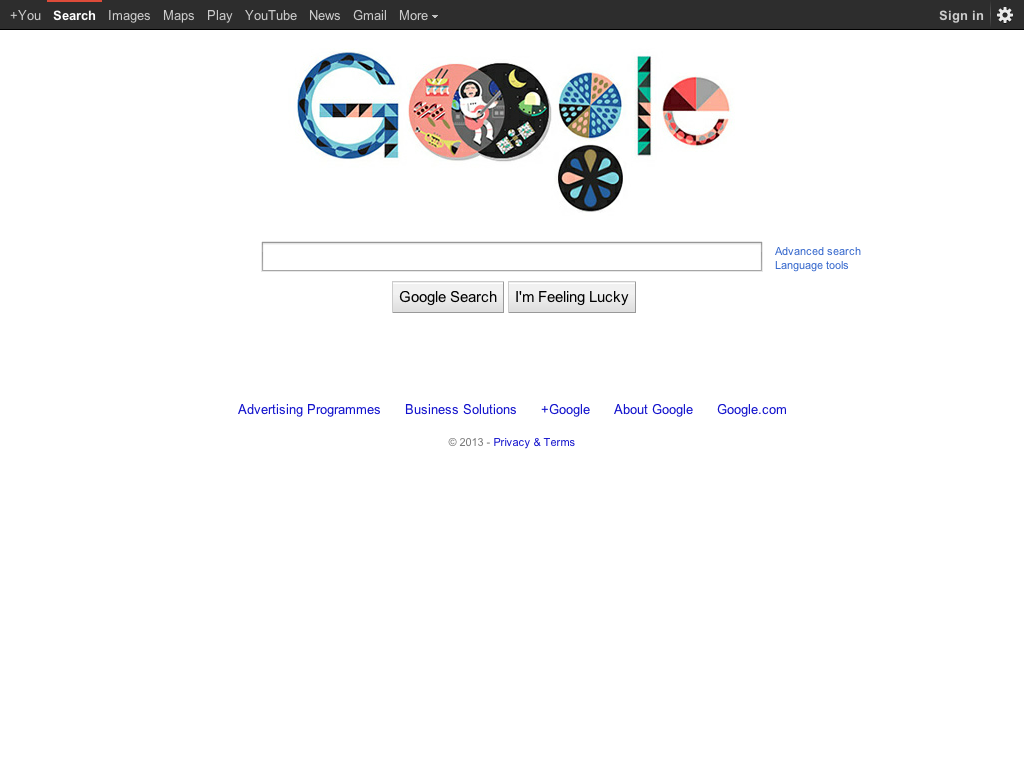 +You Search Images Maps Play YouTube News Gmail More Sign in
Google
Advanced search
Language tools
Google Search I'm Feeling Lucky
Advertising Programmes Business Solutions +Google About Google Google.com
© 2013 - Privacy & Terms